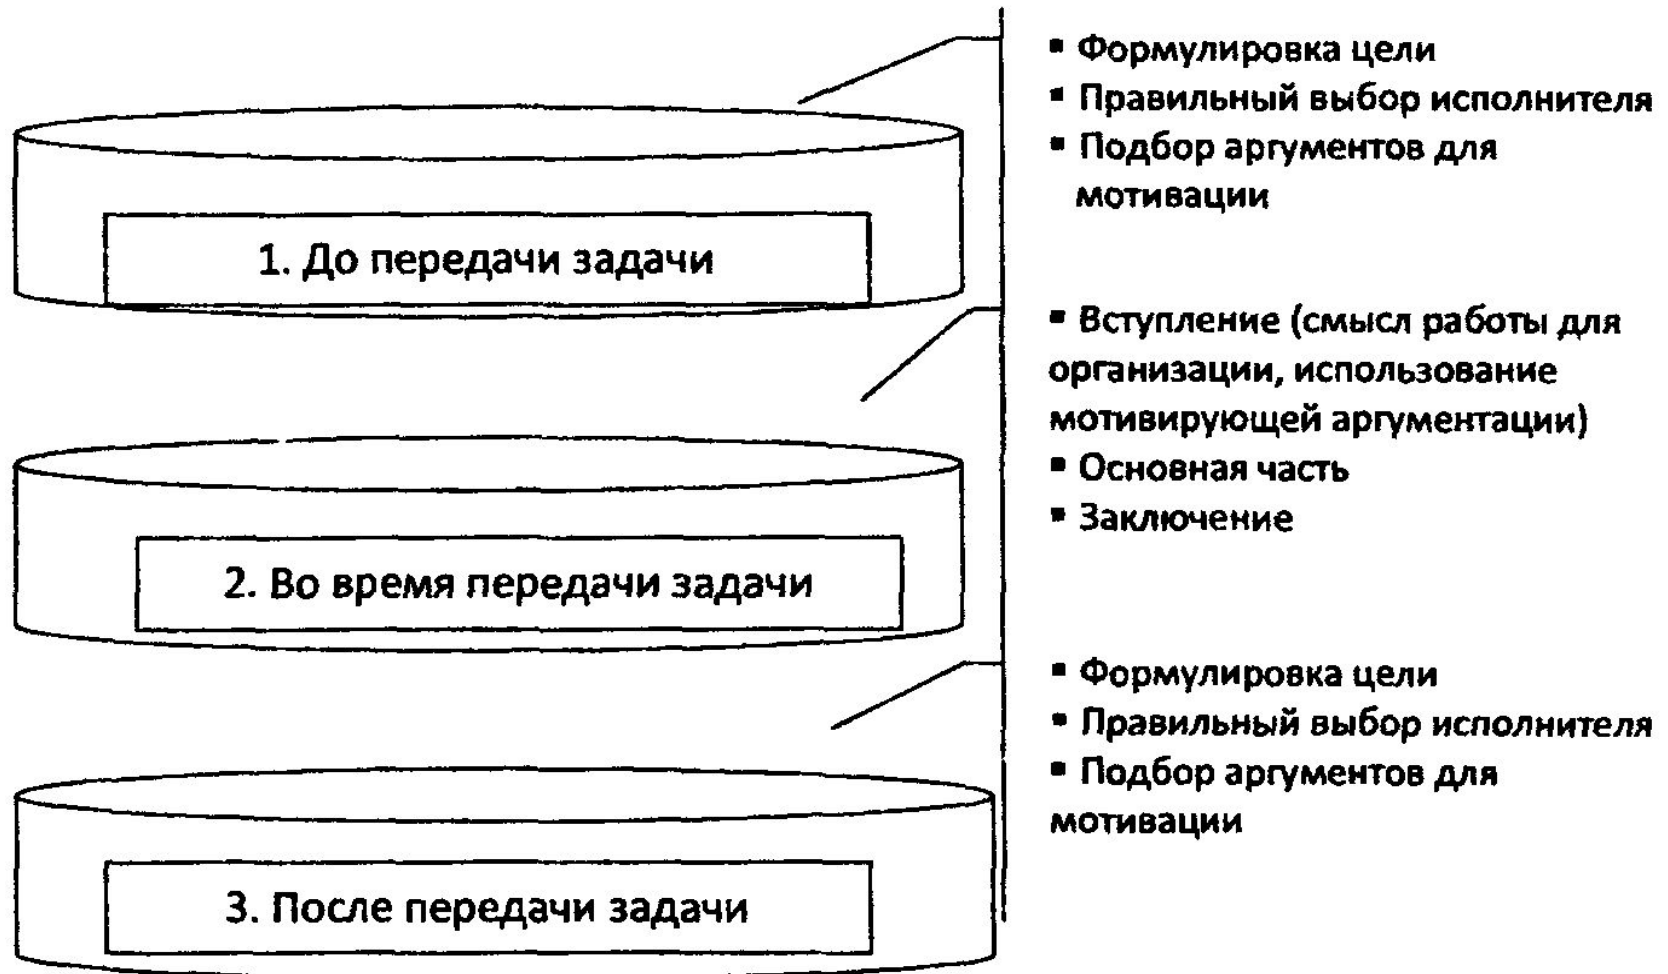 ▪ Формулировка цели
▪ Правильный выбор исполнителя
▪ Подбор аргументов для
мотивации
1. До передачи задачи
▪ Вступление (смысл работы для
организации, использование
мотивирующей аргументации)
▪ Основная часть
▪ Заключение
2. Во время передачи задачи
▪ Формулировка цели
▪ Правильный выбор исполнителя
▪ Подбор аргументов для
мотивации
3. После передачи задачи